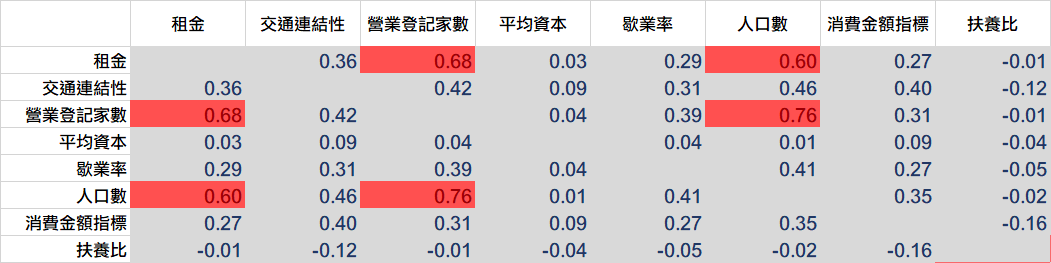 租金 交通連結性 營業登記家數 平均資本 歇業率 人口數 消費金額指標 扶養比
租金 0.36 0.68 0.03 0.29 0.60 0.27 -0.01
交通連結性 0.36 0.42 0.09 0.31 0.46 0.40 -0.12
營業登記家數 0.68 0.42 0.04 0.39 0.76 0.31 -0.01
平均資本 0.03 0.09 0.04 0.04 0.01 0.09 -0.04
歇業率 0.29 0.31 0.39 0.04 0.41 0.27 -0.05
人口數 0.60 0.46 0.76 0.01 0.41 0.35 -0.02
消費金額指標 0.27 0.40 0.31 0.09 0.27 0.35 -0.16
扶養比 -0.01 -0.12 -0.01 -0.04 -0.05 -0.02 -0.16